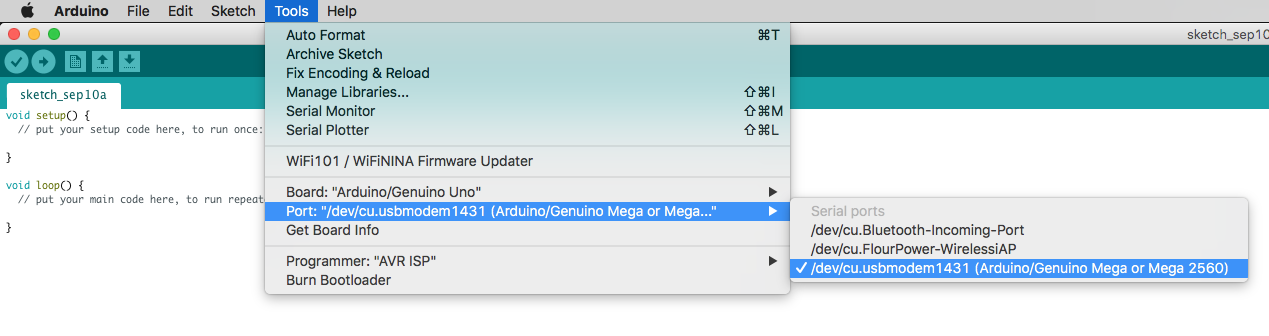 Arduino File Edit Sketch Tools Help
sketch_sep10
Auto Format ⌘T
Archive Sketch
Fix Encoding & Reload
Manage Libraries... ⇧⌘I
Serial Monitor ⇧⌘M
Serial Plotter ⇧⌘L
WiFi101 / WiFiNINA Firmware Updater
Board: "Arduino/Genuino Uno"
Port: "/dev/cu.usbmodem1431 (Arduino/Genuino Mega or Mega..."
Get Board Info
Programmer: "AVR ISP"
Burn Bootloader
Serial ports
/dev/cu.Bluetooth-Incoming-Port
/dev/cu.FlourPower-WirelessiAP
✓ /dev/cu.usbmodem1431 (Arduino/Genuino Mega or Mega 2560)
sketch_sep10a
void setup() {
// put your setup code here, to run once:
}
void loop() {
// put your main code here, to run repeate
}